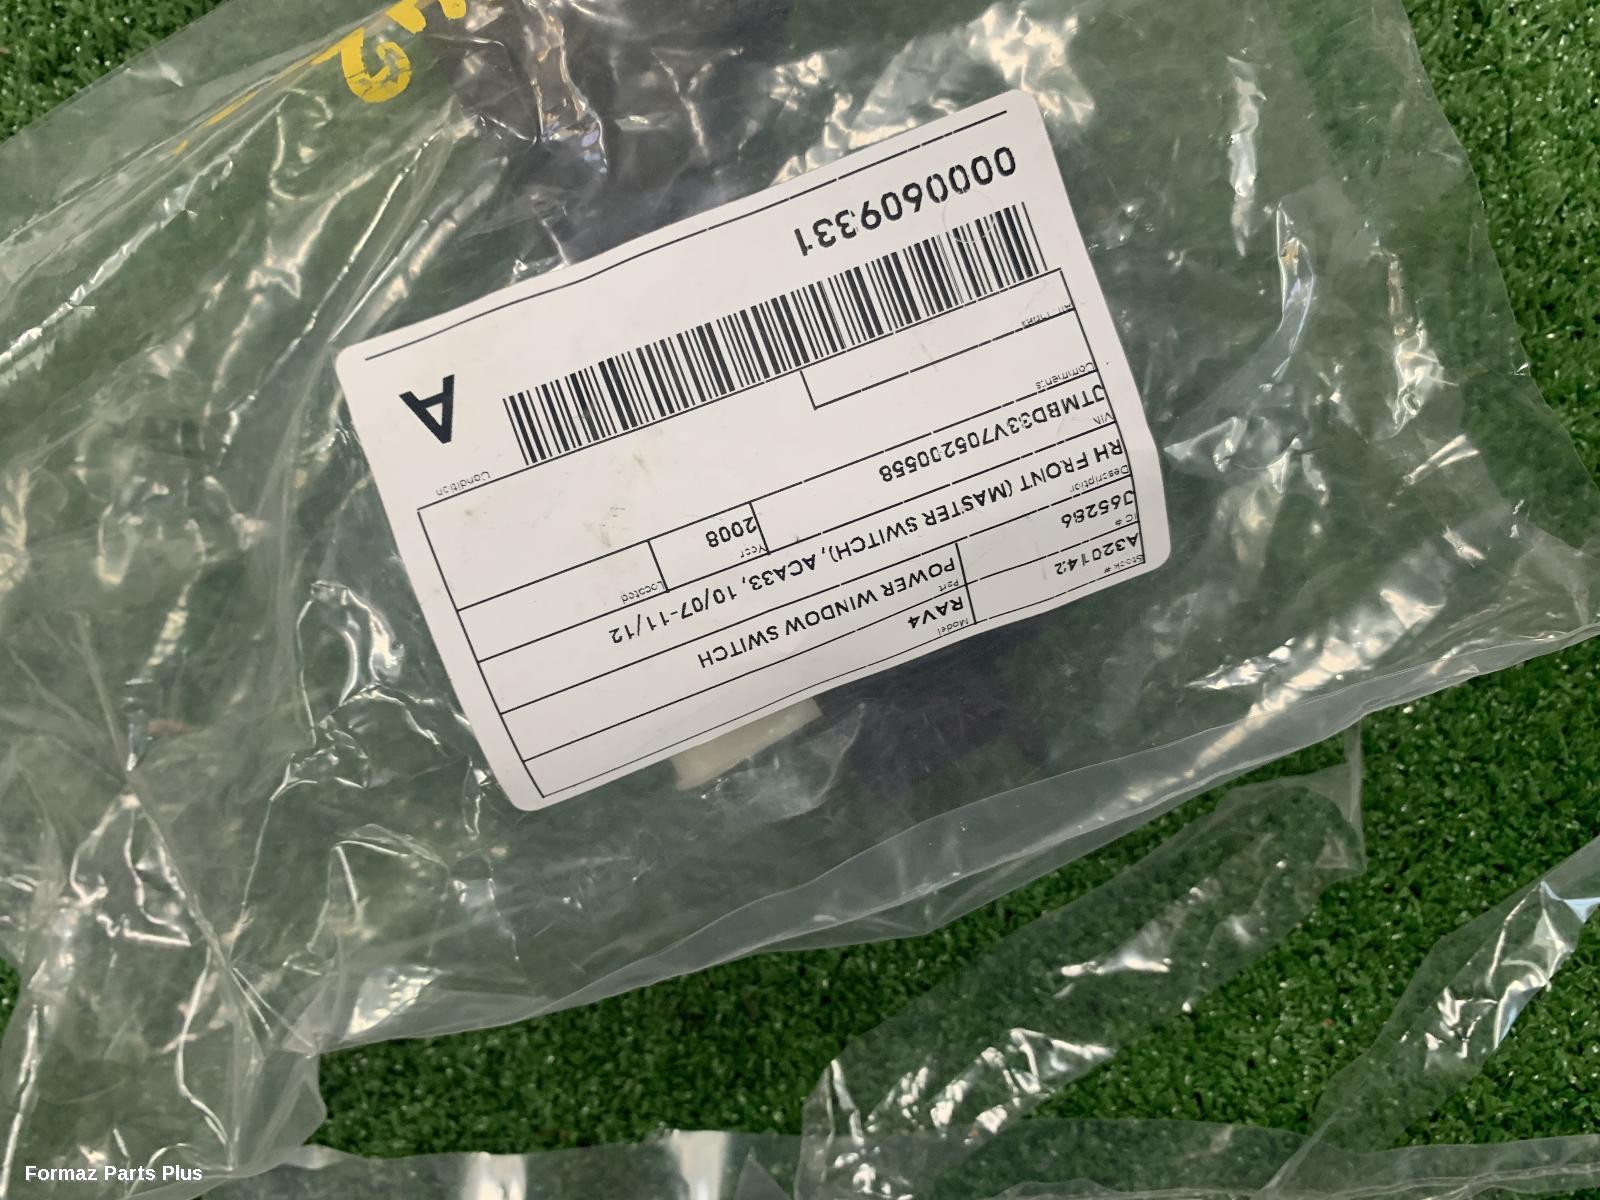 Model
RAV4
Stock #
A320142
Part
POWER WINDOW SWITCH
IC #
J65286
Description
RH FRONT (MASTER SWITCH), ACA33, 10/07-11/12
VIN
JTMBD33V705200558
Year
2008
Located
Comments
Condition
A
0000609331
Formaz Parts Plus